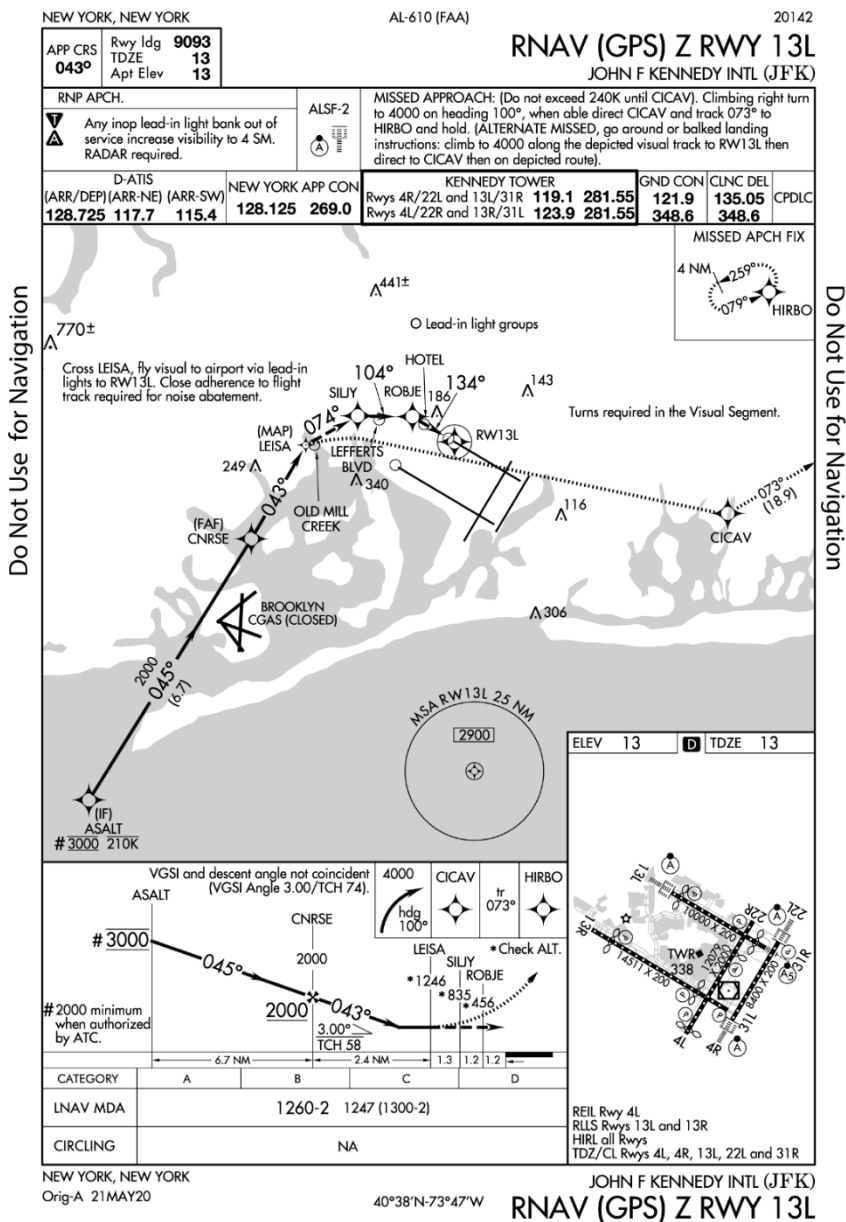 NEW YORK, NEW YORK
AL-610 (FAA)
20142
APP CRS
043°
Rwy ldg 9093
TDZE 13
Apt Elev 13
RNAV (GPS) Z RWY 13L
JOHN F KENNEDY INTL (JFK)
RNP APCH.
T
A
Any inop lead-in light bank out of
service increase visibility to 4 SM.
RADAR required.
ALSF-2
A
MISSED APPROACH: (Do not exceed 240K until CICAV). Climbing right turn
to 4000 on heading 100°, when able direct CICAV and track 073° to
HIRBO and hold. (ALTERNATE MISSED, go around or balked landing
instructions: climb to 4000 along the depicted visual track to RW13L then
direct to CICAV then on depicted route).
D-ATIS
(ARR/DEP)(ARR-NE) (ARR-SW)
128.725 117.7 115.4
NEW YORK APP CON
128.125 269.0
KENNEDY TOWER
Rwys 4R/22L and 13L/31R 119.1 281.55
Rwys 4L/22R and 13R/31L 123.9 281.55
GND CON
121.9
348.6
CLNC DEL
135.05
348.6
CPDLC
MISSED APCH FIX
4 NM
259°
079°
HIRBO
441±
770±
O Lead-in light groups
Cross LEISA, fly visual to airport via lead-in
lights to RW13L. Close adherence to flight
track required for noise abatement.
HOTEL
104°
134°
SILJY
ROBJE
186
143
Turns required in the Visual Segment.
074°
(MAP)
LEISA
RW13L
LEFFERTS
BLVD
249
340
043°
OLD MILL
CREEK
116
073°
(18.9)
CICAV
(FAF)
CNRSE
BROOKLYN
CGAS (CLOSED)
306
2000
045°
(6.7)
MSA RW13L 25 NM
2900
(IF)
ASALT
# 3000 210K
Do Not Use for Navigation
Do Not Use for Navigation
ELEV 13
D
TDZE 13
13L
A
P
10000 X 200
22R
22L
A
13R
P
14511 X 200
TWR
338
12079
X 200
8400 X 200
31R
A5
P
P
P
31L
4L
4R
A
REIL Rwy 4L
RLLS Rwys 13L and 13R
HIRL all Rwys
TDZ/CL Rwys 4L, 4R, 13L, 22L and 31R
VGSI and descent angle not coincident
(VGSI Angle 3.00/TCH 74).
4000
hdg
100°
CICAV
tr
073°
HIRBO
ASALT
CNRSE
2000
LEISA
SILJY
ROBJE
*Check ALT.
*1246
*835
*456
# 3000
045°
2000
043°
3.00°
TCH 58
# 2000 minimum
when authorized
by ATC.
6.7 NM
2.4 NM
1.3
1.2
1.2
CATEGORY A B C D
LNAV MDA 1260-2 1247 (1300-2)
CIRCLING NA
NEW YORK, NEW YORK
Orig-A 21MAY20
40°38'N-73°47'W
JOHN F KENNEDY INTL (JFK)
RNAV (GPS) Z RWY 13L